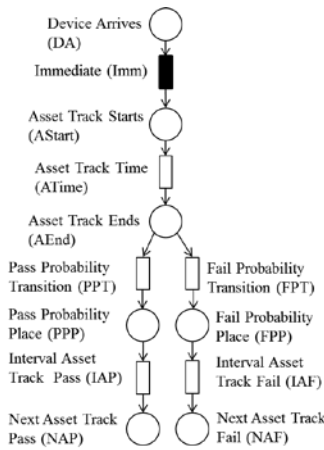 Device Arrives
(DA)
Immediate (Imm)
Asset Track Starts
(AStart)
Asset Track Time
(ATime)
Asset Track Ends
(AEnd)
Pass Probability
Transition (PPT)
Fail Probability
Transition (FPT)
Pass Probability
Place (PPP)
Fail Probability
Place (FPP)
Interval Asset
Track Pass (IAP)
Interval Asset
Track Fail (IAF)
Next Asset Track
Pass (NAP)
Next Asset Track
Fail (NAF)